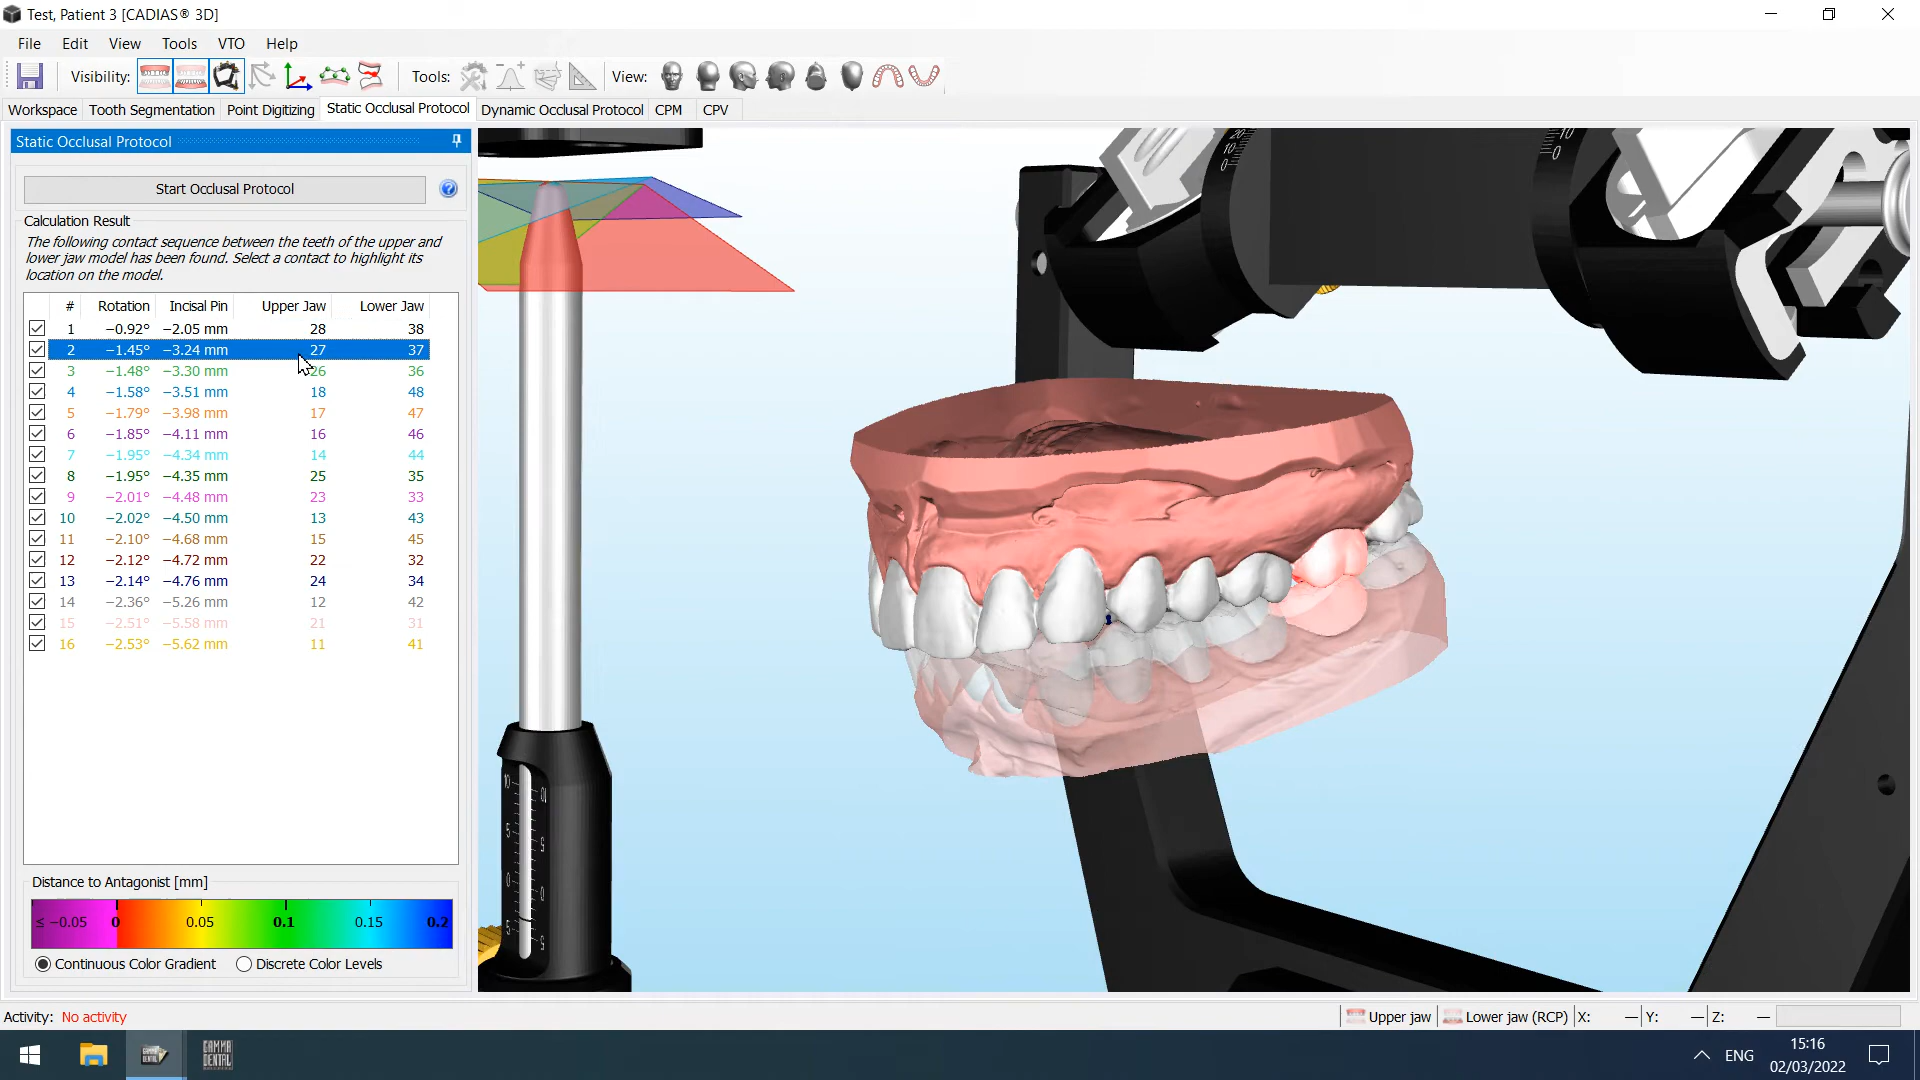 Test, Patient 3 [CADIAS® 3D]
File Edit View Tools VTO Help
Visibility: Tools: View:
Workspace Tooth Segmentation Point Digitizing Static Occlusal Protocol Dynamic Occlusal Protocol CPM CPV
Static Occlusal Protocol
Start Occlusal Protocol
Calculation Result
The following contact sequence between the teeth of the upper and
lower jaw model has been found. Select a contact to highlight its
location on the model.
# Rotation Incisal Pin Upper Jaw Lower Jaw
1 −0.92° −2.05 mm 28 38
2 −1.45° −3.24 mm 27 37
3 −1.48° −3.30 mm 26 36
4 −1.58° −3.51 mm 18 48
5 −1.79° −3.98 mm 17 47
6 −1.85° −4.11 mm 16 46
7 −1.95° −4.34 mm 14 44
8 −1.95° −4.35 mm 25 35
9 −2.01° −4.48 mm 23 33
10 −2.02° −4.50 mm 13 43
11 −2.10° −4.68 mm 15 45
12 −2.12° −4.72 mm 22 32
13 −2.14° −4.76 mm 24 34
14 −2.36° −5.26 mm 12 42
15 −2.51° −5.58 mm 21 31
16 −2.53° −5.62 mm 11 41
Distance to Antagonist [mm]
≤ −0.05 0 0.05 0.1 0.15 0.2
Continuous Color Gradient Discrete Color Levels
20
10
0
10
0
10
5
0
5
Activity: No activity
Upper jaw Lower jaw (RCP) X: — Y: — Z: —
GAMMA
DENTAL
ENG
15:16
02/03/2022